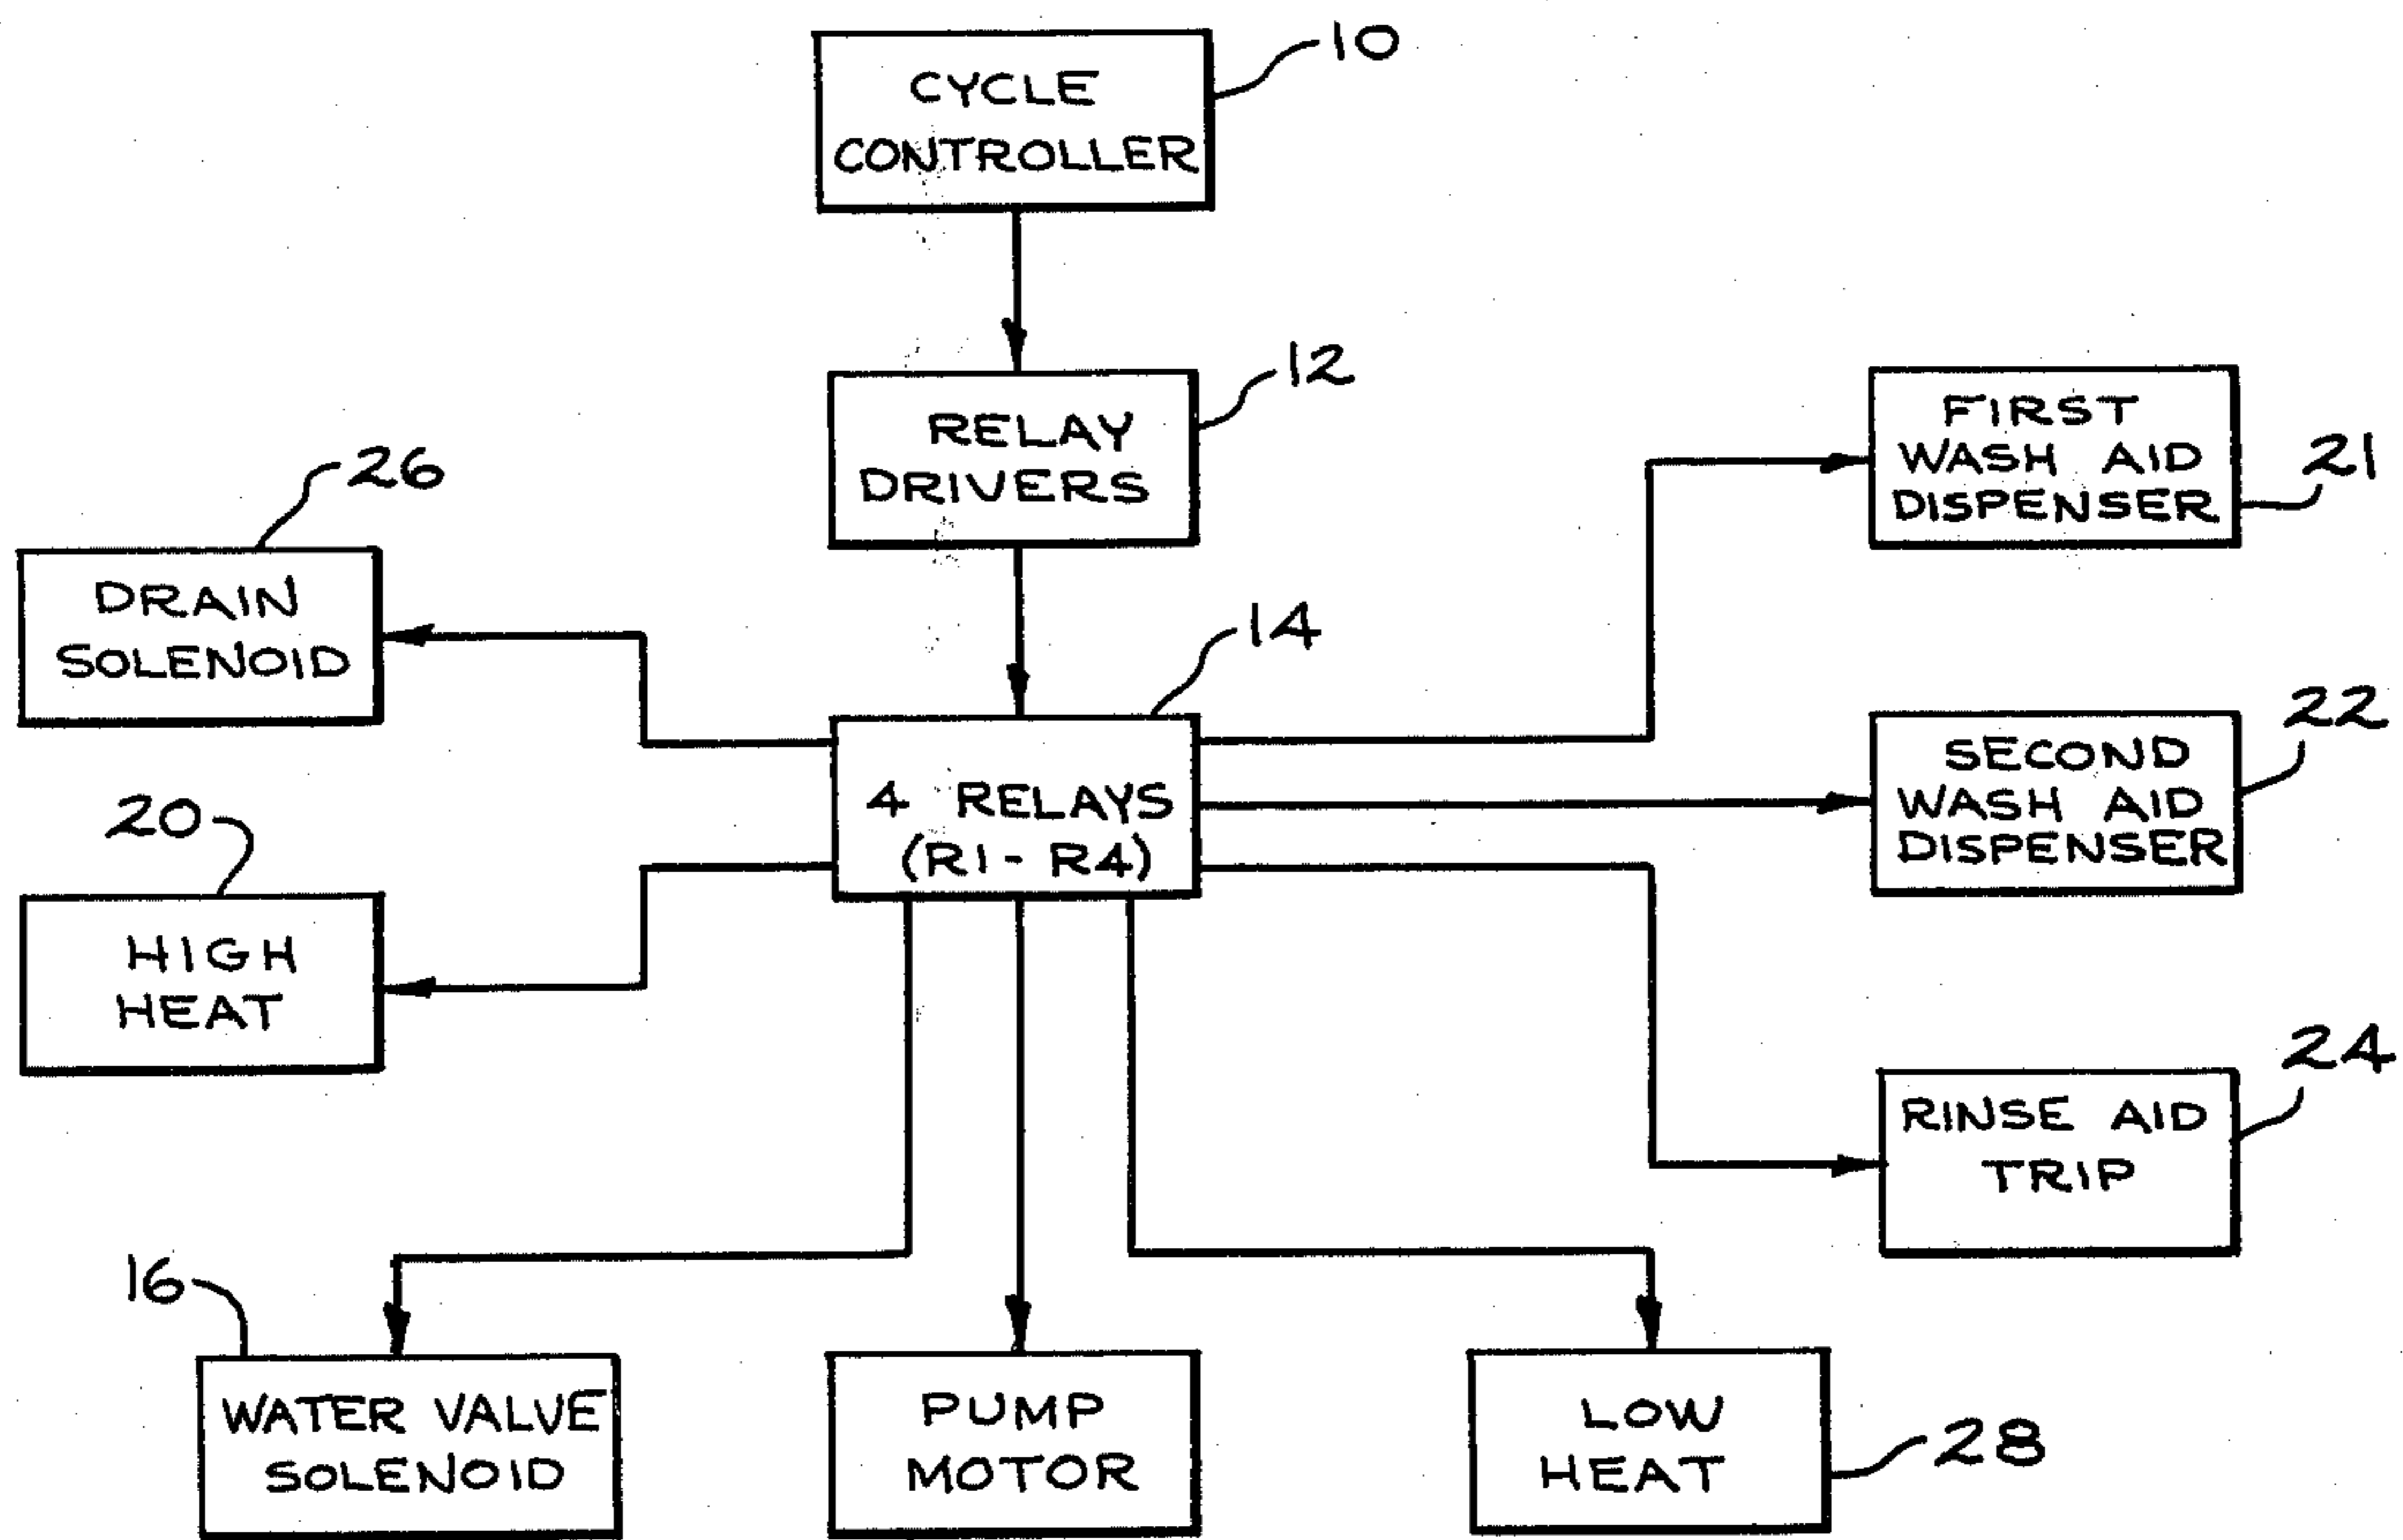 10
CYCLE
CONTROLLER
12
RELAY
DRIVERS
FIRST
WASH AID
DISPENSER
21
26
DRAIN
SOLENOID
14
4 RELAYS
(R1 - R4)
22
SECOND
WASH AID
DISPENSER
20
HIGH
HEAT
24
RINSE AID
TRIP
16
WATER VALVE
SOLENOID
PUMP
MOTOR
LOW
HEAT
28